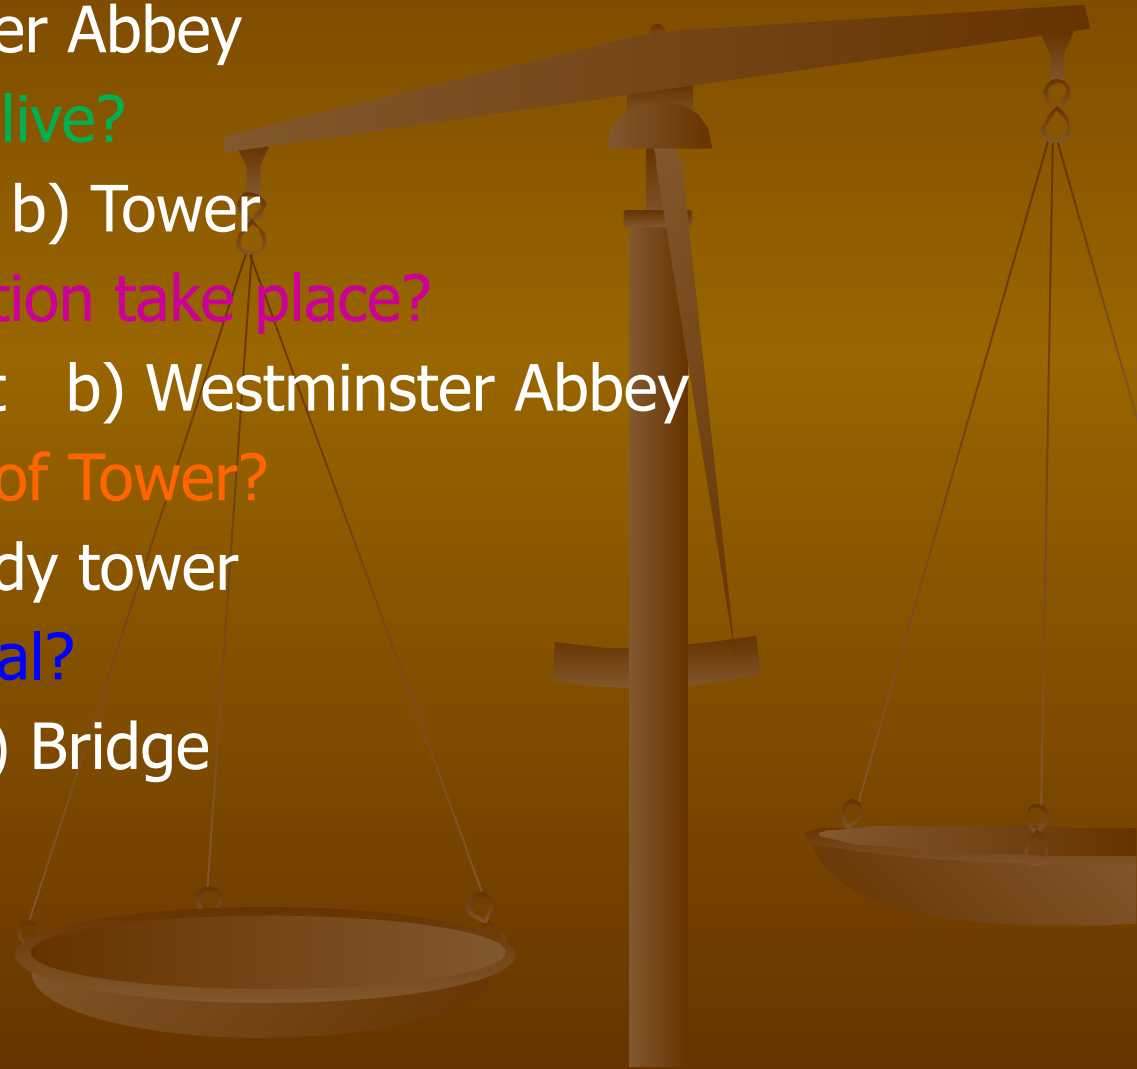 er Abbey
live?
b) Tower
tion take place?
t b) Westminster Abbey
of Tower?
dy tower
al?
) Bridge